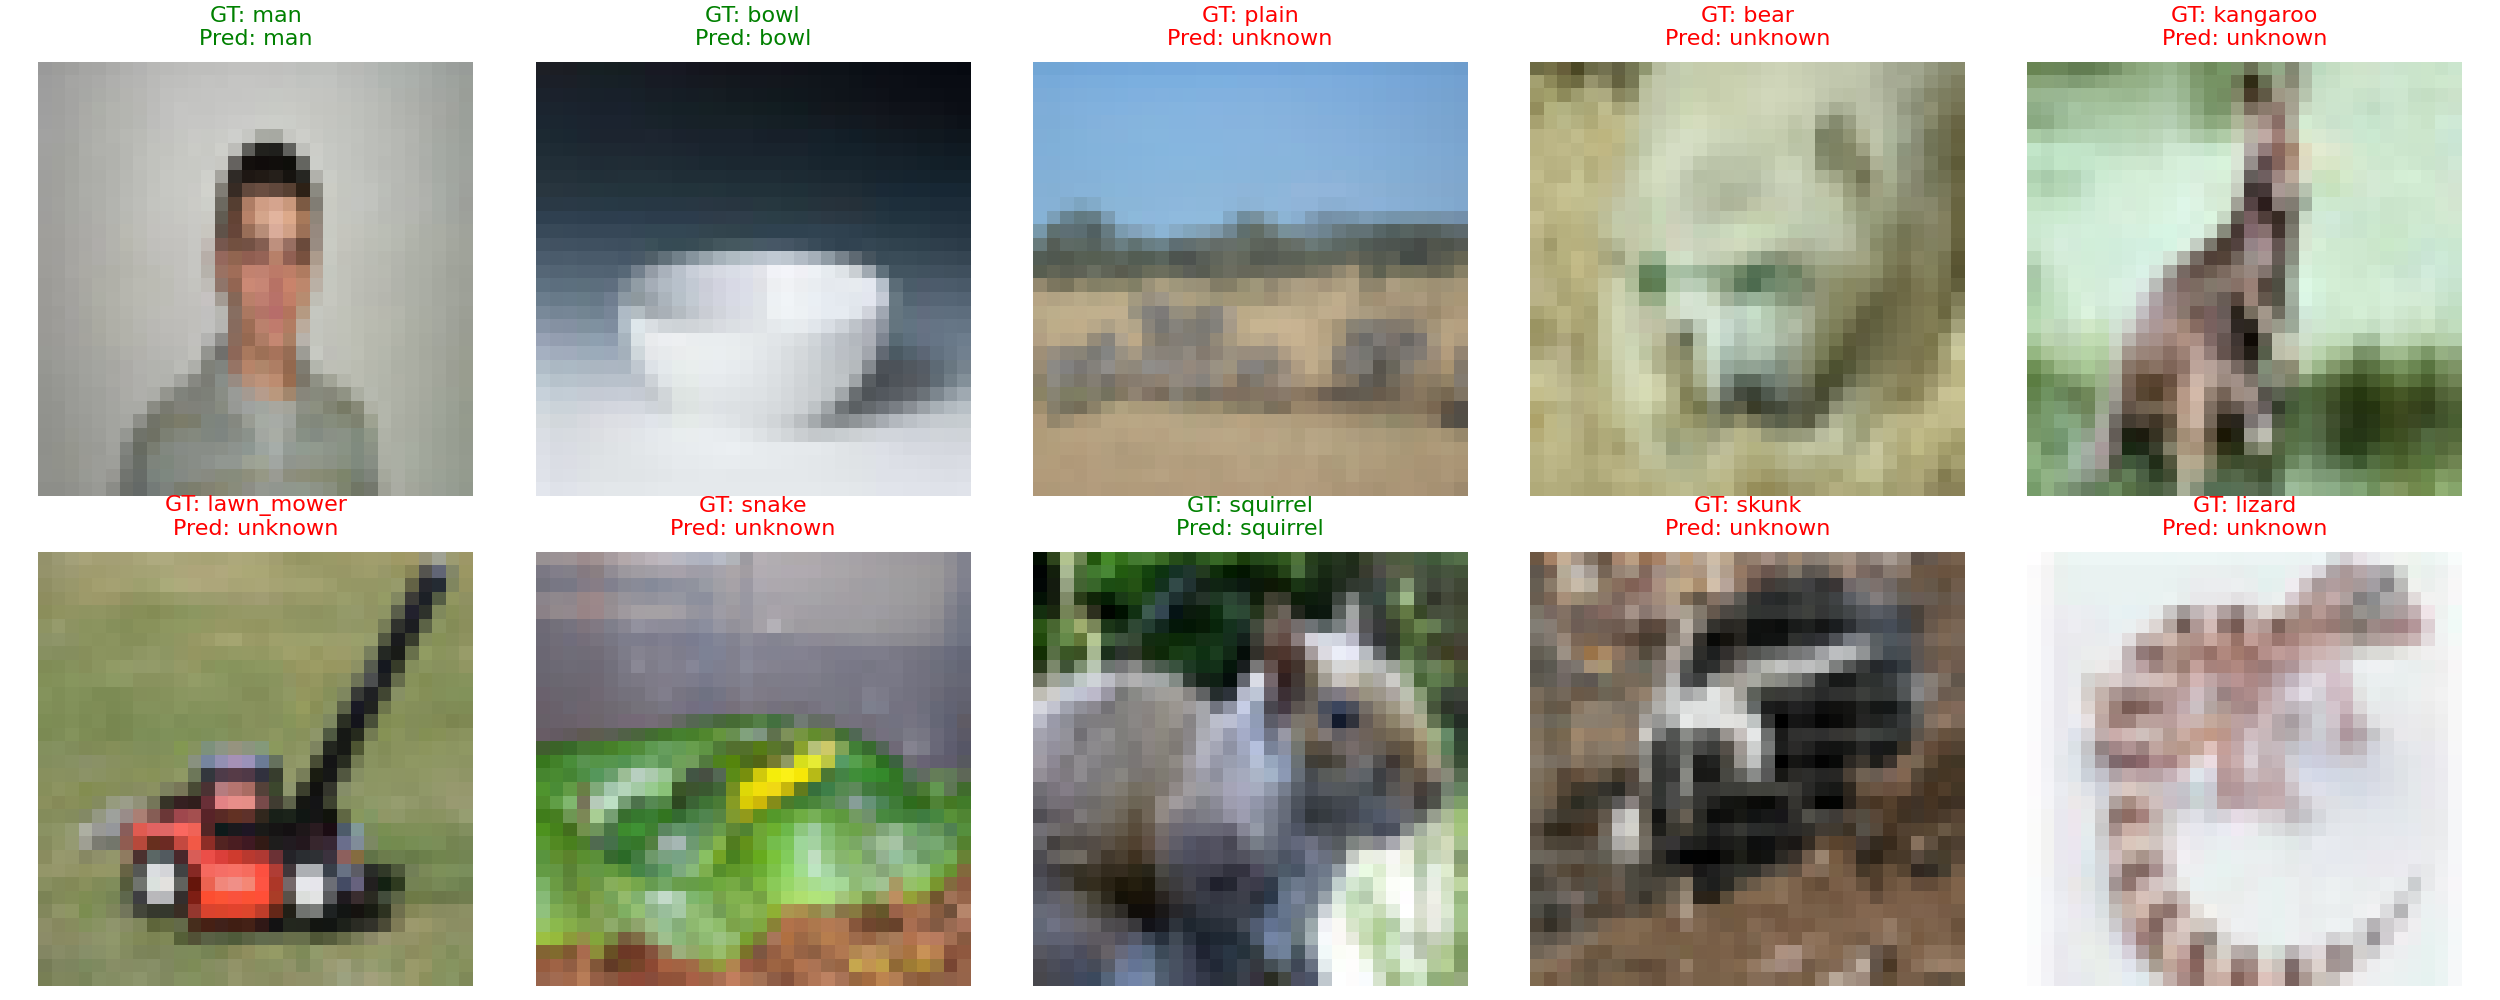 GT: man
Pred: man
GT: bowl
Pred: bowl
GT: plain
Pred: unknown
GT: bear
Pred: unknown
GT: kangaroo
Pred: unknown
GT: lawn_mower
Pred: unknown
GT: snake
Pred: unknown
GT: squirrel
Pred: squirrel
GT: skunk
Pred: unknown
GT: lizard
Pred: unknown